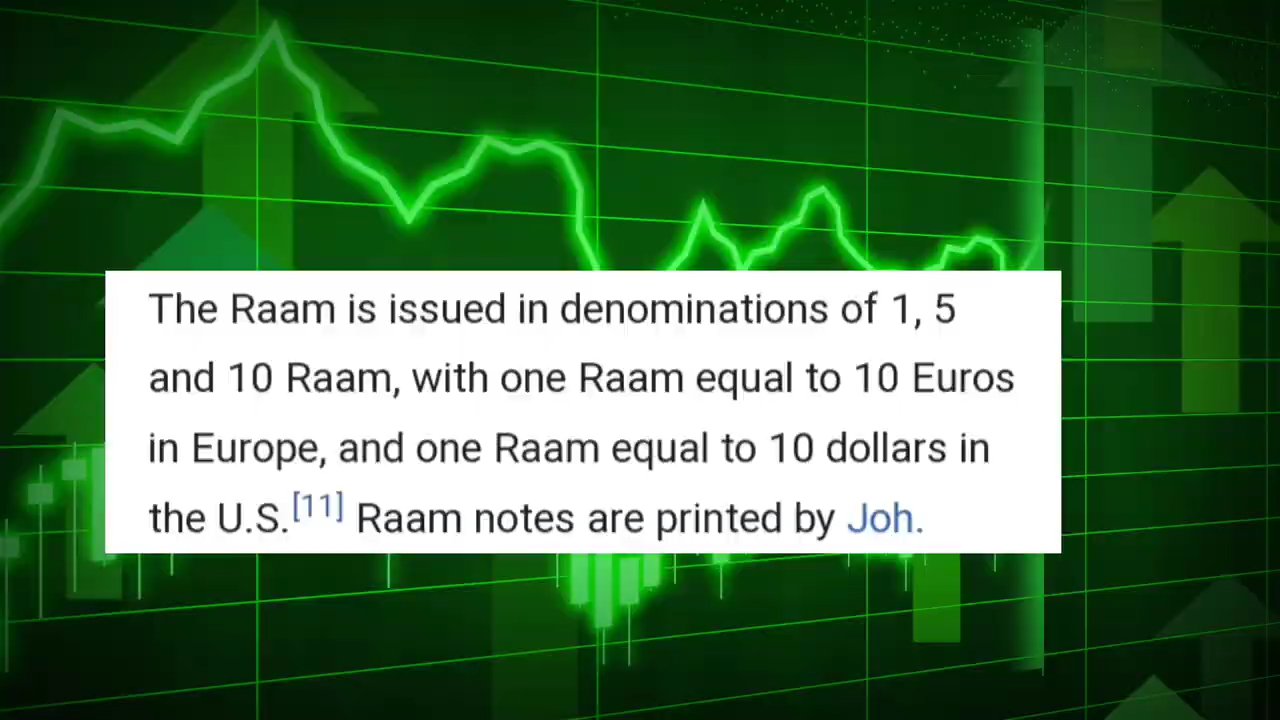 The Raam is issued in denominations of 1, 5
and 10 Raam, with one Raam equal to 10 Euros
in Europe, and one Raam equal to 10 dollars in
the U.S.[11] Raam notes are printed by Joh.